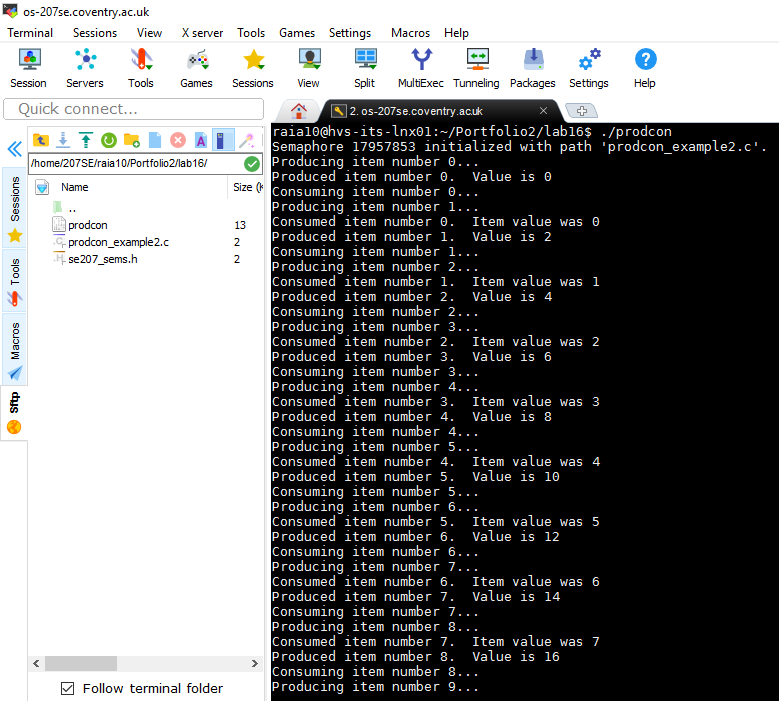 os-207se.coventry.ac.uk
Terminal Sessions View X server Tools Games Settings Macros Help
Session Servers Tools Games Sessions View Split MultiExec Tunneling Packages Settings Help
Quick connect...
2. os-207se.coventry.ac.uk
/home/207SE/raia10/Portfolio2/lab16/
Name Size (K
..
prodcon 13
prodcon_example2.c 2
se207_sems.h 2
Sessions
Tools
Macros
Sftp
Follow terminal folder
raia10@hvs-its-lnx01:~/Portfolio2/lab16$ ./prodcon
Semaphore 17957853 initialized with path 'prodcon_example2.c'.
Producing item number 0...
Produced item number 0.  Value is 0
Consuming item number 0...
Producing item number 1...
Consumed item number 0.  Item value was 0
Produced item number 1.  Value is 2
Consuming item number 1...
Producing item number 2...
Consumed item number 1.  Item value was 1
Produced item number 2.  Value is 4
Consuming item number 2...
Producing item number 3...
Consumed item number 2.  Item value was 2
Produced item number 3.  Value is 6
Consuming item number 3...
Producing item number 4...
Consumed item number 3.  Item value was 3
Produced item number 4.  Value is 8
Consuming item number 4...
Producing item number 5...
Consumed item number 4.  Item value was 4
Produced item number 5.  Value is 10
Consuming item number 5...
Producing item number 6...
Consumed item number 5.  Item value was 5
Produced item number 6.  Value is 12
Consuming item number 6...
Producing item number 7...
Consumed item number 6.  Item value was 6
Produced item number 7.  Value is 14
Consuming item number 7...
Producing item number 8...
Consumed item number 7.  Item value was 7
Produced item number 8.  Value is 16
Consuming item number 8...
Producing item number 9...